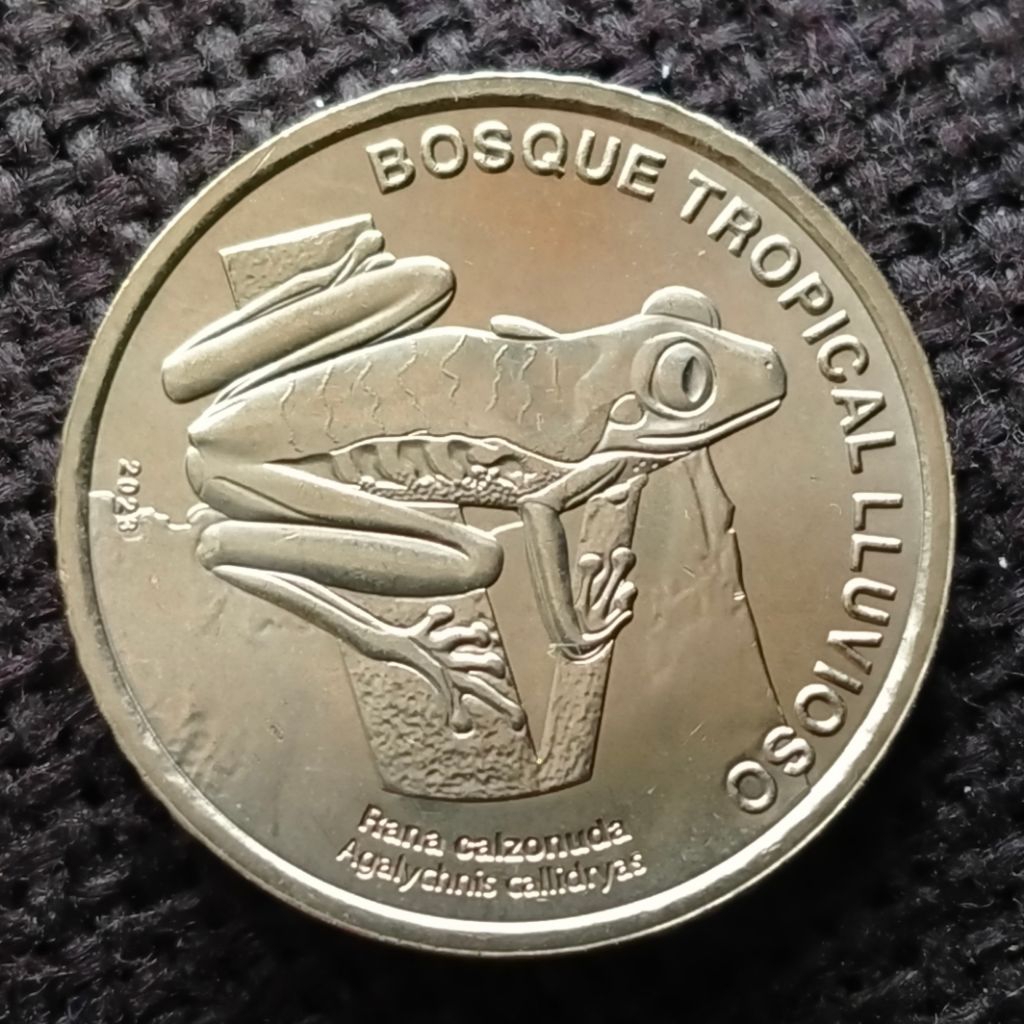 BOSQUE TROPICAL LLUVIOSO
2023
Rana calzonuda
Agalychnis callidryas